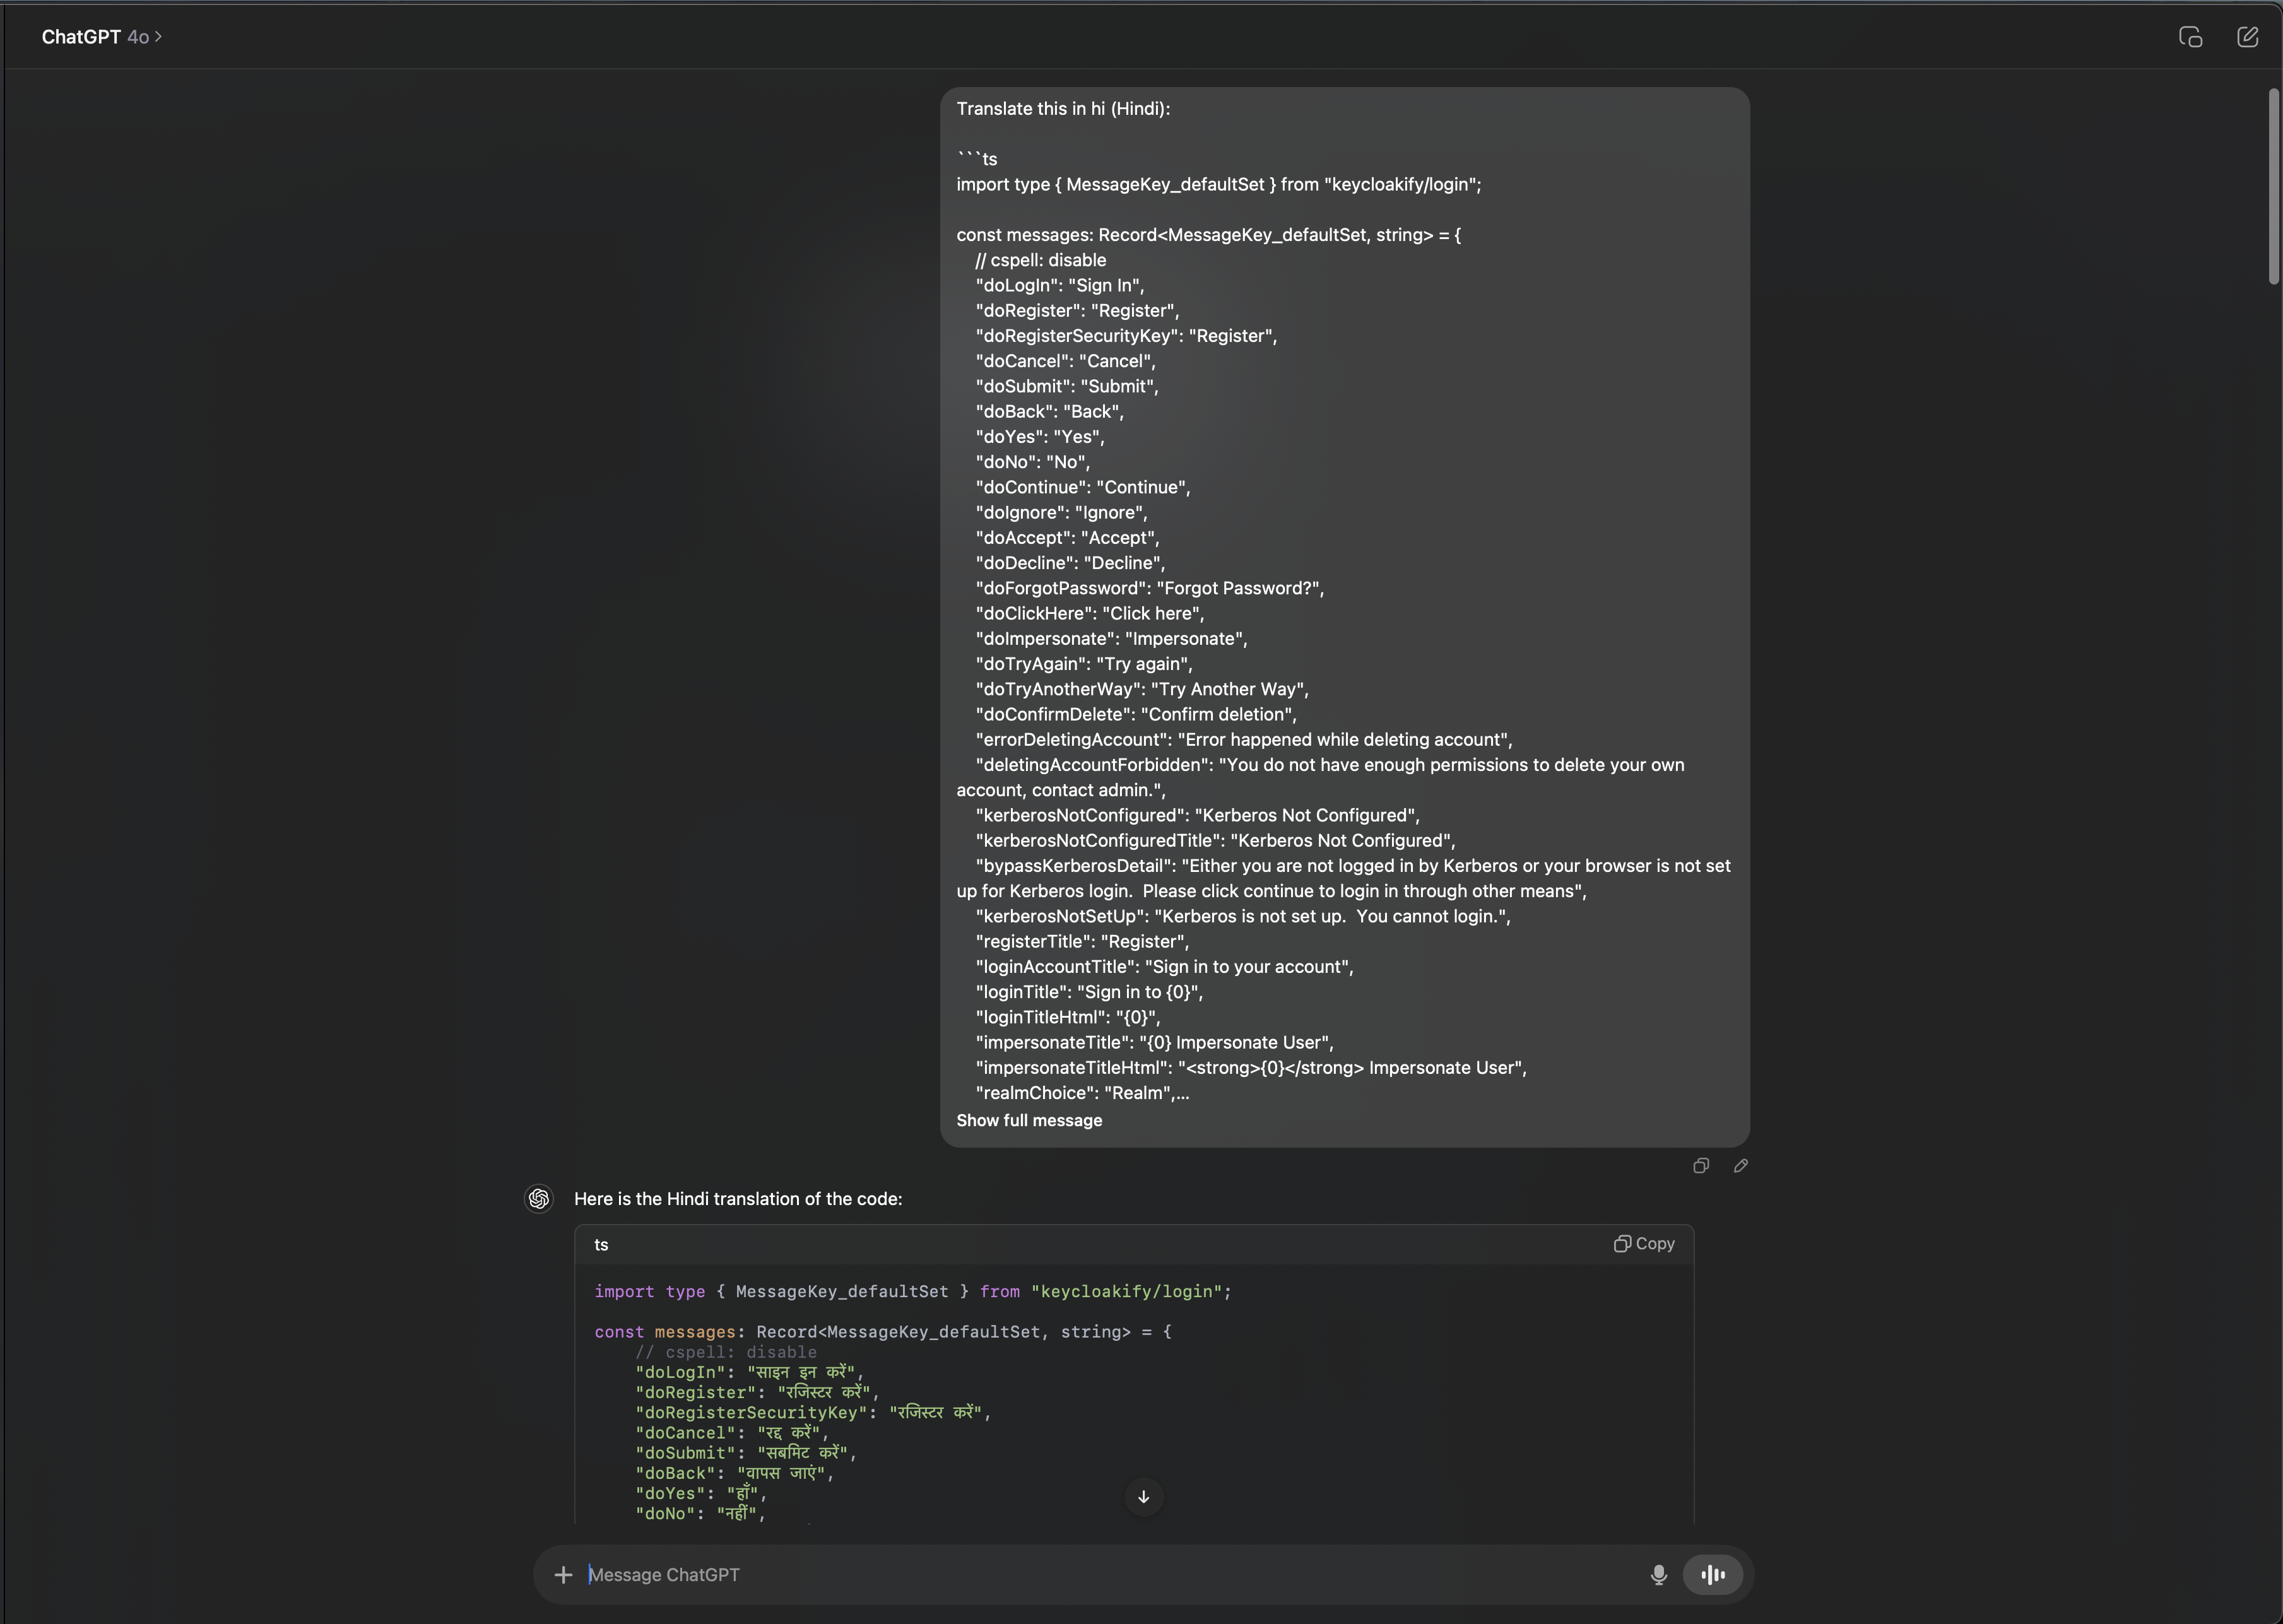 ChatGPT 4o >
Translate this in hi (Hindi):
```ts
import type { MessageKey_defaultSet } from "keycloakify/login";
const messages: Record<MessageKey_defaultSet, string> = {
// cspell: disable
"doLogIn": "Sign In",
"doRegister": "Register",
"doRegisterSecurityKey": "Register",
"doCancel": "Cancel",
"doSubmit": "Submit",
"doBack": "Back",
"doYes": "Yes",
"doNo": "No",
"doContinue": "Continue",
"doIgnore": "Ignore",
"doAccept": "Accept",
"doDecline": "Decline",
"doForgotPassword": "Forgot Password?",
"doClickHere": "Click here",
"doImpersonate": "Impersonate",
"doTryAgain": "Try again",
"doTryAnotherWay": "Try Another Way",
"doConfirmDelete": "Confirm deletion",
"errorDeletingAccount": "Error happened while deleting account",
"deletingAccountForbidden": "You do not have enough permissions to delete your own
account, contact admin.",
"kerberosNotConfigured": "Kerberos Not Configured",
"kerberosNotConfiguredTitle": "Kerberos Not Configured",
"bypassKerberosDetail": "Either you are not logged in by Kerberos or your browser is not set
up for Kerberos login.  Please click continue to login in through other means",
"kerberosNotSetUp": "Kerberos is not set up.  You cannot login.",
"registerTitle": "Register",
"loginAccountTitle": "Sign in to your account",
"loginTitle": "Sign in to {0}",
"loginTitleHtml": "{0}",
"impersonateTitle": "{0} Impersonate User",
"impersonateTitleHtml": "<strong>{0}</strong> Impersonate User",
"realmChoice": "Realm",...
Show full message
Here is the Hindi translation of the code:
ts
Copy
import type { MessageKey_defaultSet } from "keycloakify/login";
const messages: Record<MessageKey_defaultSet, string> = {
// cspell: disable
"doLogIn": "साइन इन करें",
"doRegister": "रजिस्टर करें",
"doRegisterSecurityKey": "रजिस्टर करें",
"doCancel": "रद्द करें",
"doSubmit": "सबमिट करें",
"doBack": "वापस जाएं",
"doYes": "हाँ",
"doNo": "नहीं",
Message ChatGPT